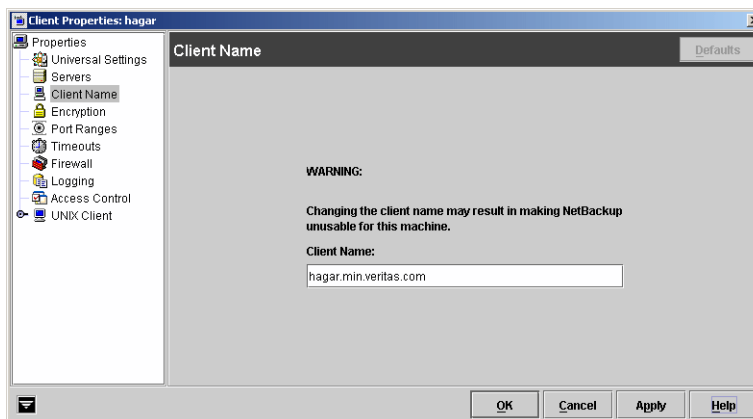 Client Properties: hagar
Properties
Universal Settings
Servers
Client Name
Encryption
Port Ranges
Timeouts
Firewall
Logging
Access Control
UNIX Client
Client Name
Defaults
WARNING:
Changing the client name may result in making NetBackup
unusable for this machine.
Client Name:
hagar.min.veritas.com
OK
Cancel
Apply
Help